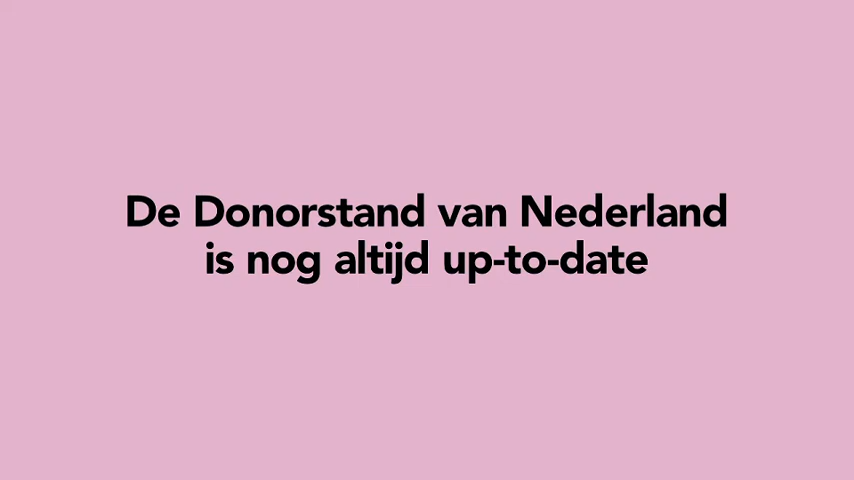 De Donorstand van Nederland
is nog altijd up-to-date